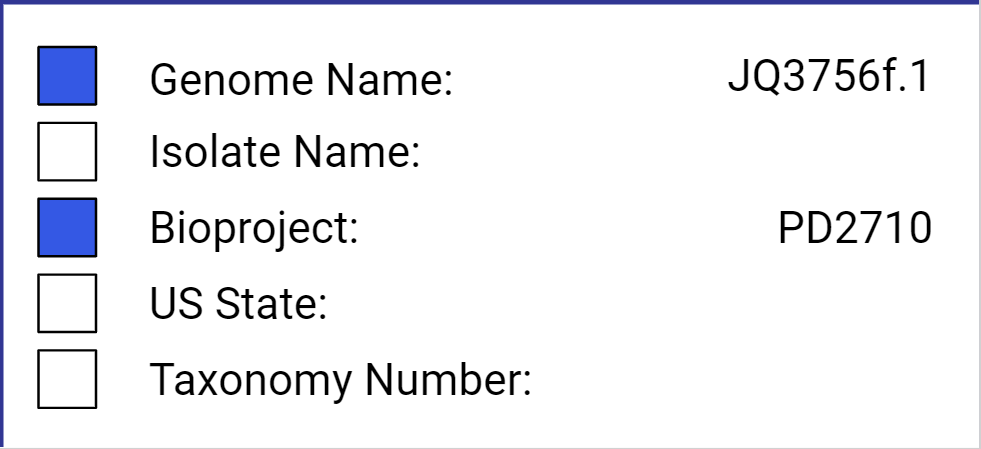 Genome Name: JQ3756f.1
Isolate Name:
Bioproject: PD2710
US State:
Taxonomy Number: